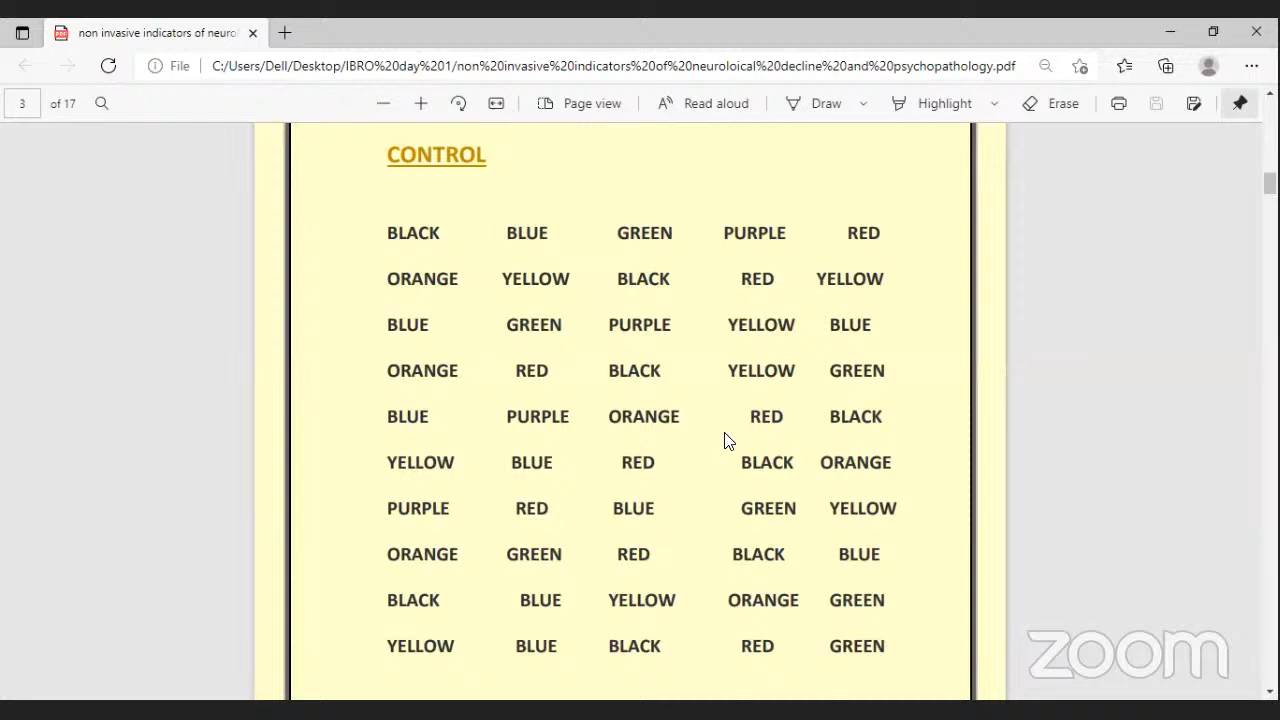 non invasive indicators of neurol
File C:/Users/Dell/Desktop/IBRO%20day%201/non%20invasive%20indicators%20of%20neuroloical%20decline%20and%20psychopathology.pdf
3 of 17 Page view Read aloud Draw Highlight Erase
CONTROL
BLACK BLUE GREEN PURPLE RED
ORANGE YELLOW BLACK RED YELLOW
BLUE GREEN PURPLE YELLOW BLUE
ORANGE RED BLACK YELLOW GREEN
BLUE PURPLE ORANGE RED BLACK
YELLOW BLUE RED BLACK ORANGE
PURPLE RED BLUE GREEN YELLOW
ORANGE GREEN RED BLACK BLUE
BLACK BLUE YELLOW ORANGE GREEN
YELLOW BLUE BLACK RED GREEN
zoom